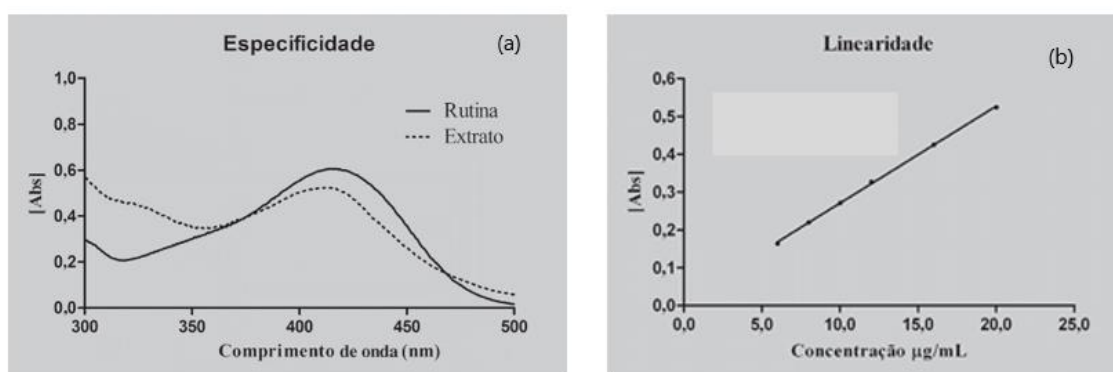 Especificidade
(a)
1,0
0,8
0,6
0,4
0,2
0,0
[Abs]
Rutina
Extrato
300
350
400
450
500
Comprimento de onda (nm)
Linearidade
(b)
0,6
0,5
0,4
0,3
0,2
0,1
0,0
[Abs]
0,0
5,0
10,0
15,0
20,0
25,0
Concentração µg/mL